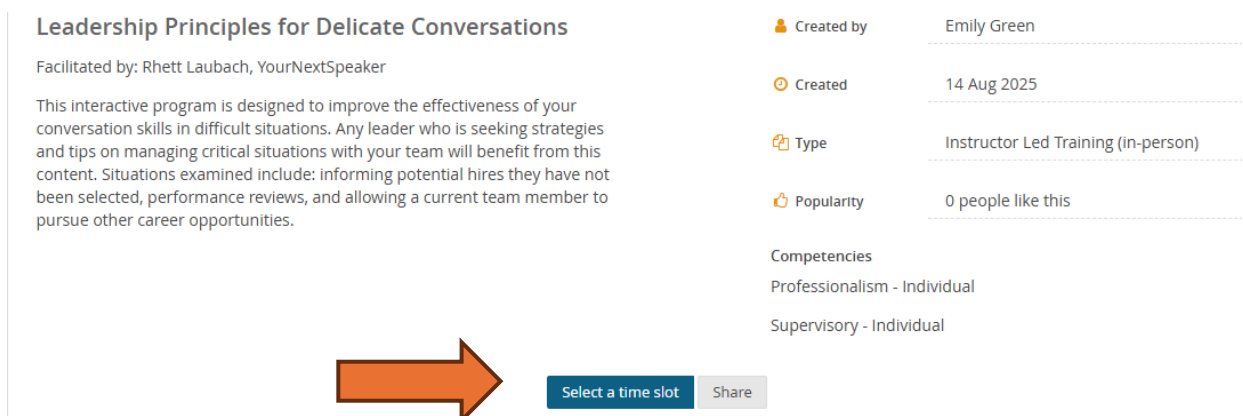 Leadership Principles for Delicate Conversations
Facilitated by: Rhett Laubach, YourNextSpeaker
This interactive program is designed to improve the effectiveness of your
conversation skills in difficult situations. Any leader who is seeking strategies
and tips on managing critical situations with your team will benefit from this
content. Situations examined include: informing potential hires they have not
been selected, performance reviews, and allowing a current team member to
pursue other career opportunities.
Created by Emily Green
Created 14 Aug 2025
Type Instructor Led Training (in-person)
Popularity 0 people like this
Competencies
Professionalism - Individual
Supervisory - Individual
Select a time slot Share